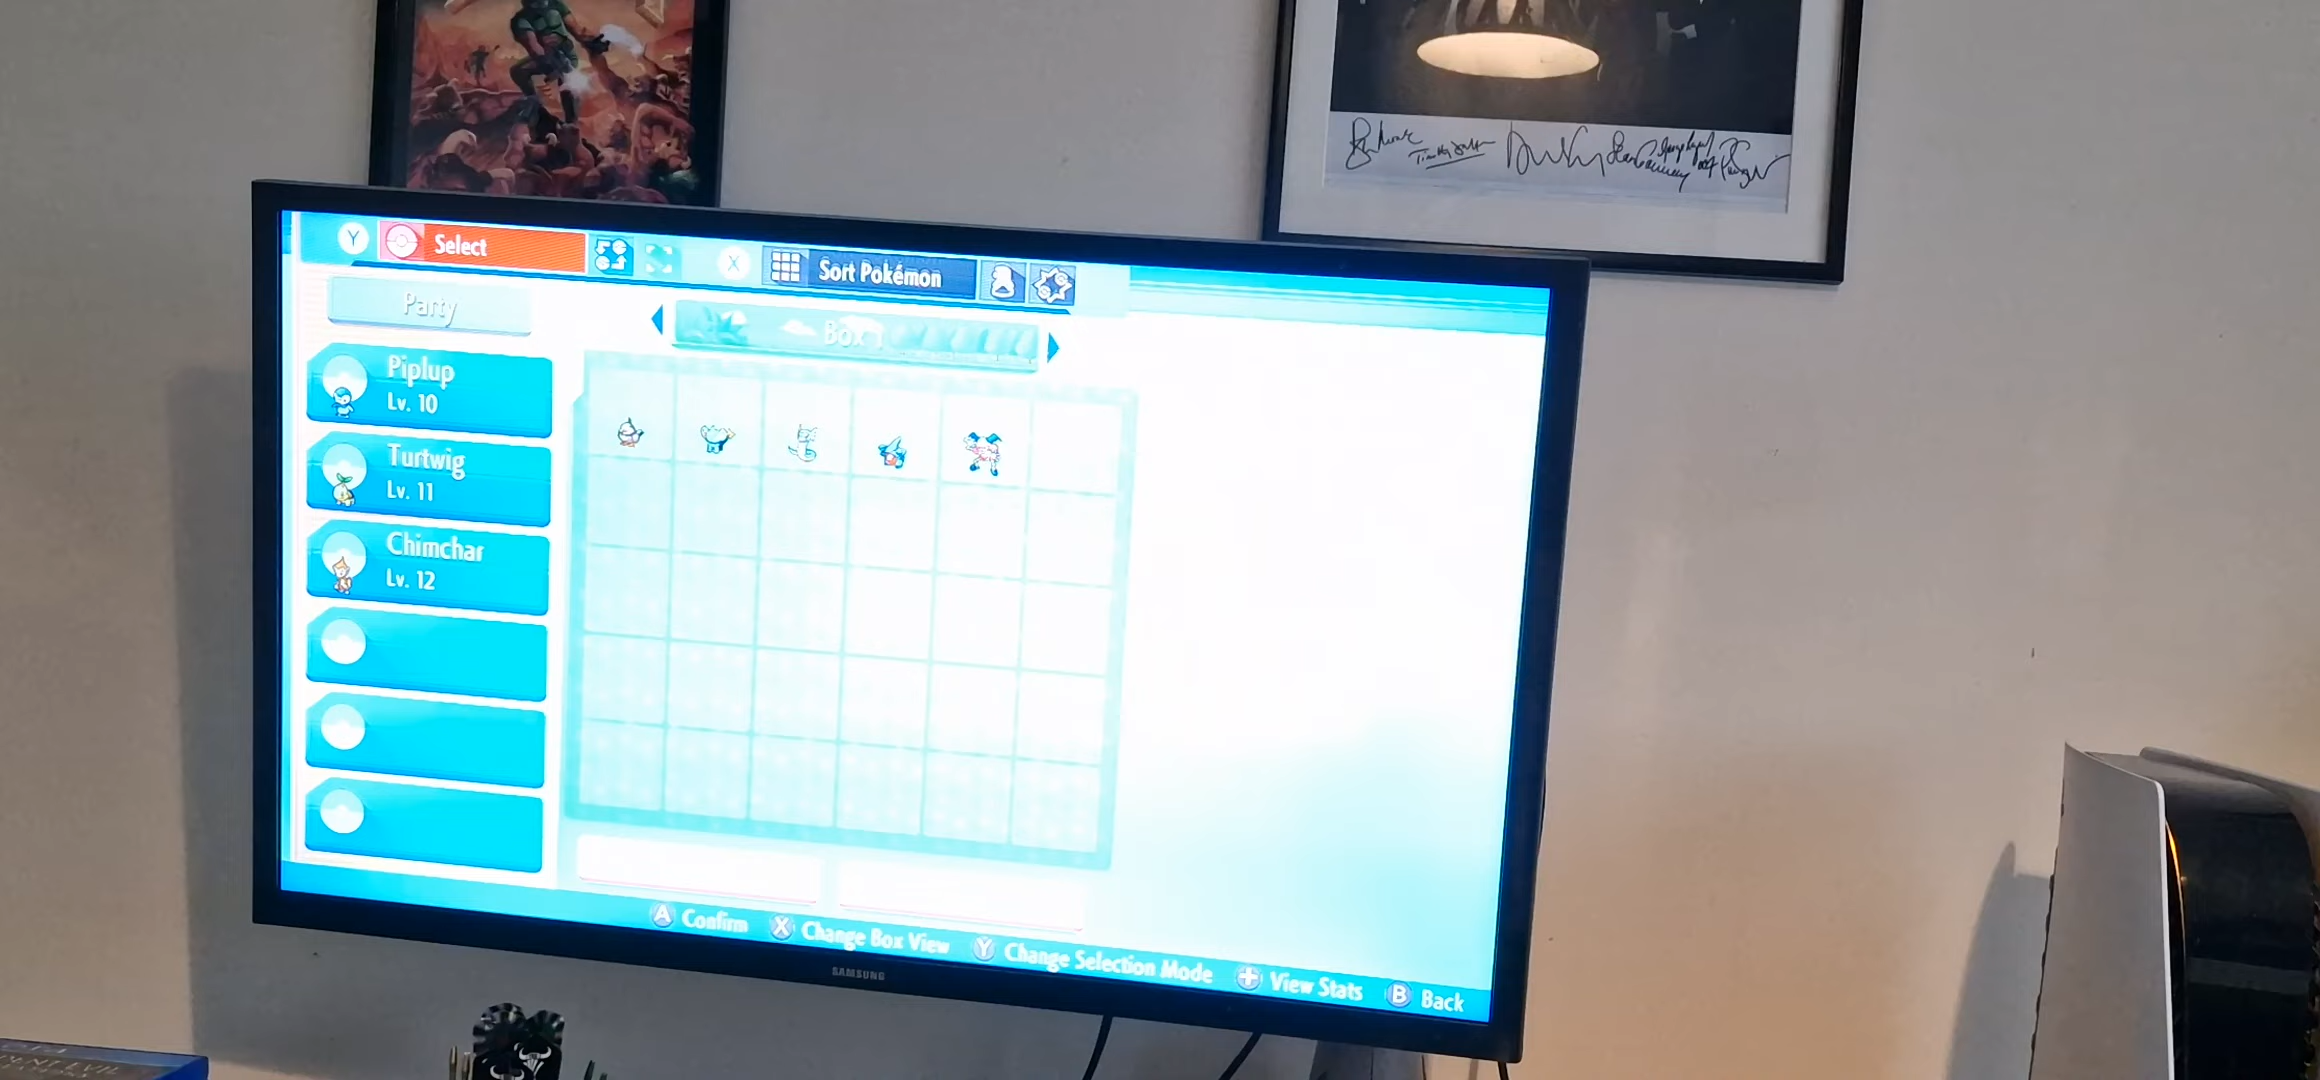 Y Select
X Sort Pokémon
Party
Box 1
Piplup
Lv. 10
Turtwig
Lv. 11
Chimchar
Lv. 12
A Confirm X Change Box View Y Change Selection Mode + View Stats B Back
SAMSUNG